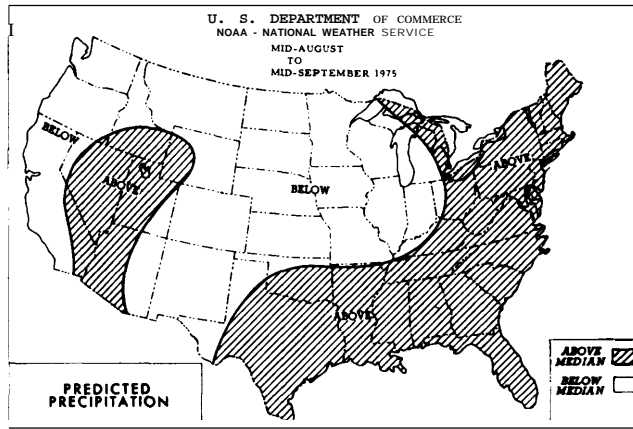 U. S. DEPARTMENT OF COMMERCE
NOAA - NATIONAL WEATHER SERVICE
MID-AUGUST
TO
MID-SEPTEMBER 1975
BELOW
ABOVE
BELOW
ABOVE
ABOVE
PREDICTED
PRECIPITATION
ABOVE
MEDIAN
BELOW
MEDIAN